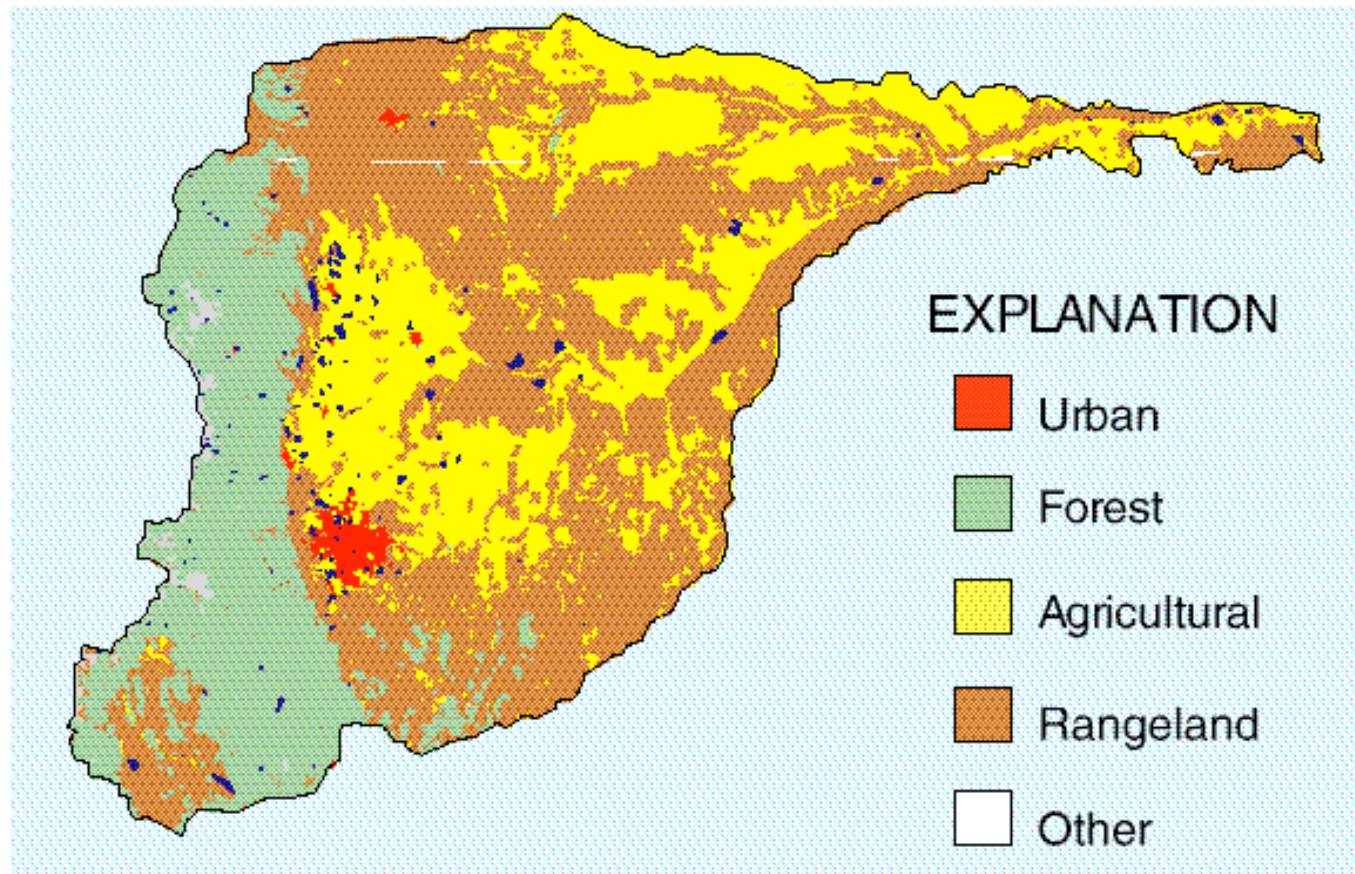 EXPLANATION
Urban
Forest
Agricultural
Rangeland
Other